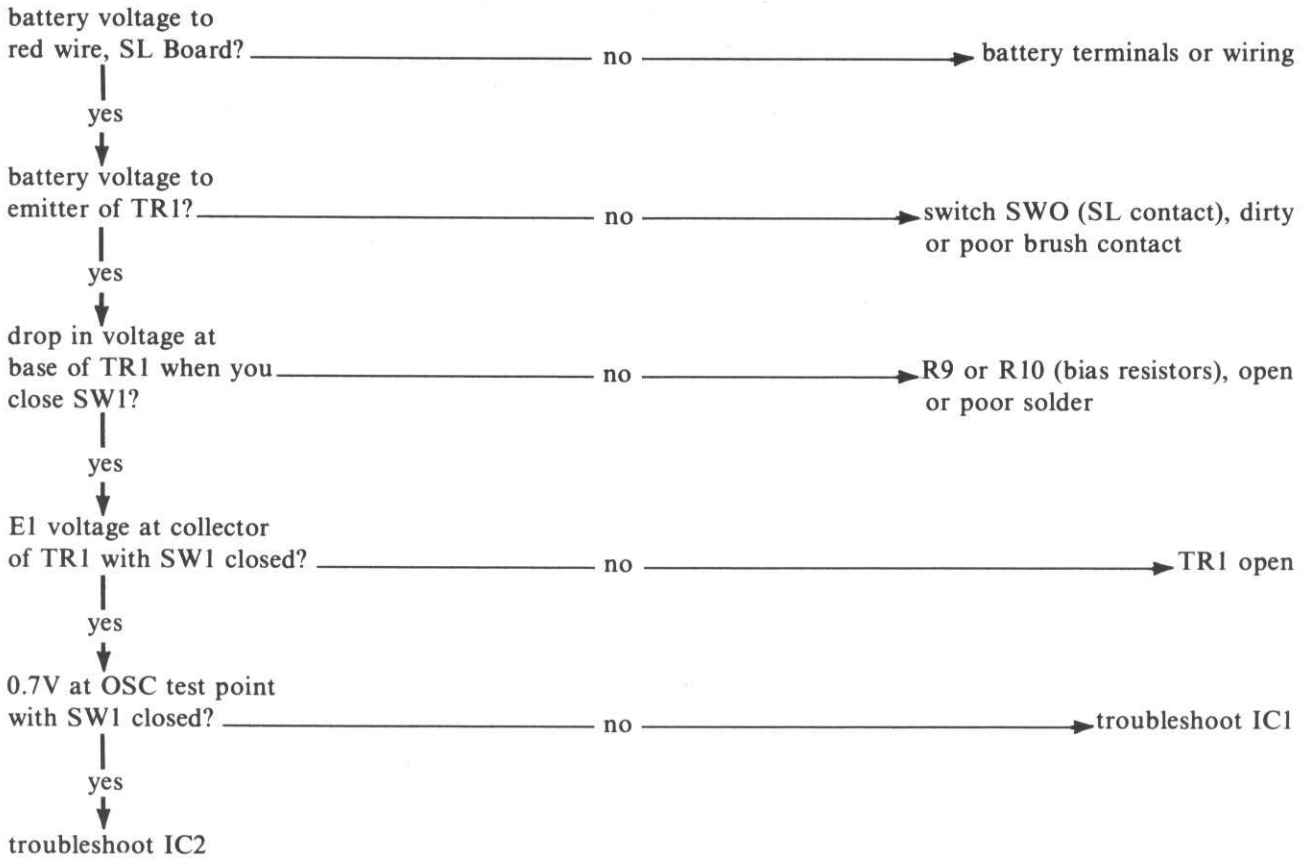 battery voltage to
red wire, SL Board? no battery terminals or wiring
yes
battery voltage to
emitter of TR1? no switch SWO (SL contact), dirty
or poor brush contact
yes
drop in voltage at
base of TR1 when you no R9 or R10 (bias resistors), open
close SW1? or poor solder
yes
E1 voltage at collector
of TR1 with SW1 closed? no TR1 open
yes
0.7V at OSC test point
with SW1 closed? no troubleshoot IC1
yes
troubleshoot IC2